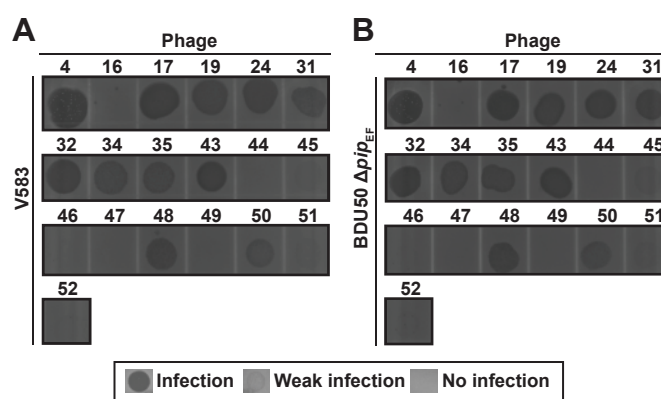 A
Phage
4 16 17 19 24 31
32 34 35 43 44 45
46 47 48 49 50 51
52
V583
B
Phage
4 16 17 19 24 31
32 34 35 43 44 45
46 47 48 49 50 51
52
BDU50 ΔpipEF
Infection Weak infection No infection